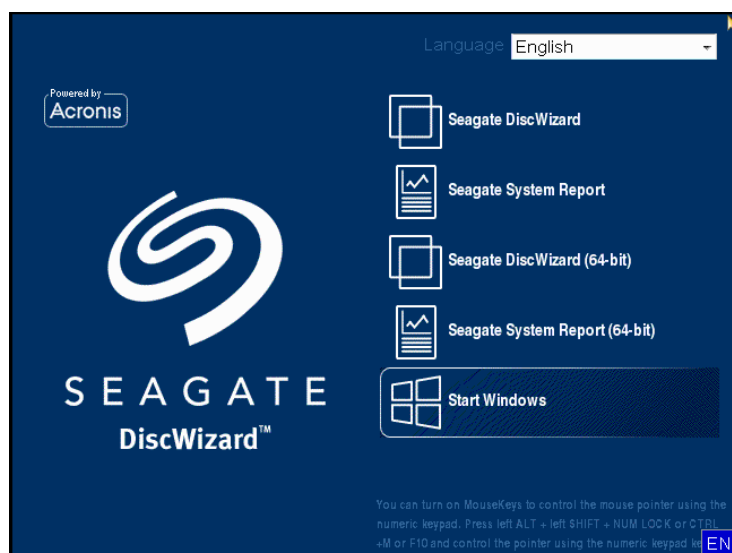 Language English
Powered by
Acronis
Seagate DiscWizard
Seagate System Report
Seagate DiscWizard (64-bit)
Seagate System Report (64-bit)
Start Windows
SEAGATE
DiscWizard™
You can turn on MouseKeys to control the mouse pointer using the
numeric keypad. Press left ALT + left SHIFT + NUM LOCK or CTRL
+M or F10 and control the pointer using the numeric keypad
EN